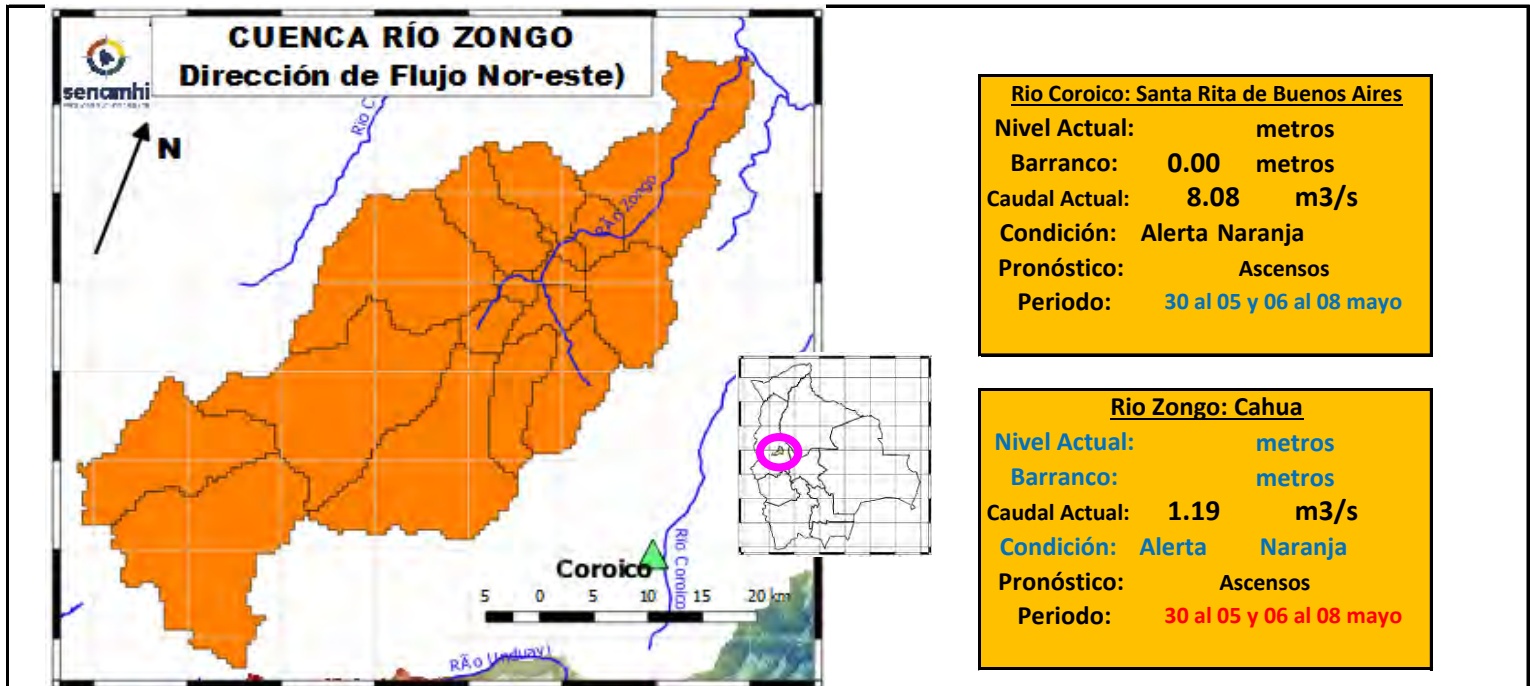 CUENCA RÍO ZONGO
Dirección de Flujo Nor-este)
senamhi
N
Río C
RÃo Zongo
Coroico
Río Coroico
5 0 5 10 15 20 km
RÃo Unduavi
Rio Coroico: Santa Rita de Buenos Aires
Nivel Actual: metros
Barranco: 0.00 metros
Caudal Actual: 8.08 m3/s
Condición: Alerta Naranja
Pronóstico: Ascensos
Periodo: 30 al 05 y 06 al 08 mayo
Rio Zongo: Cahua
Nivel Actual: metros
Barranco: metros
Caudal Actual: 1.19 m3/s
Condición: Alerta Naranja
Pronóstico: Ascensos
Periodo: 30 al 05 y 06 al 08 mayo